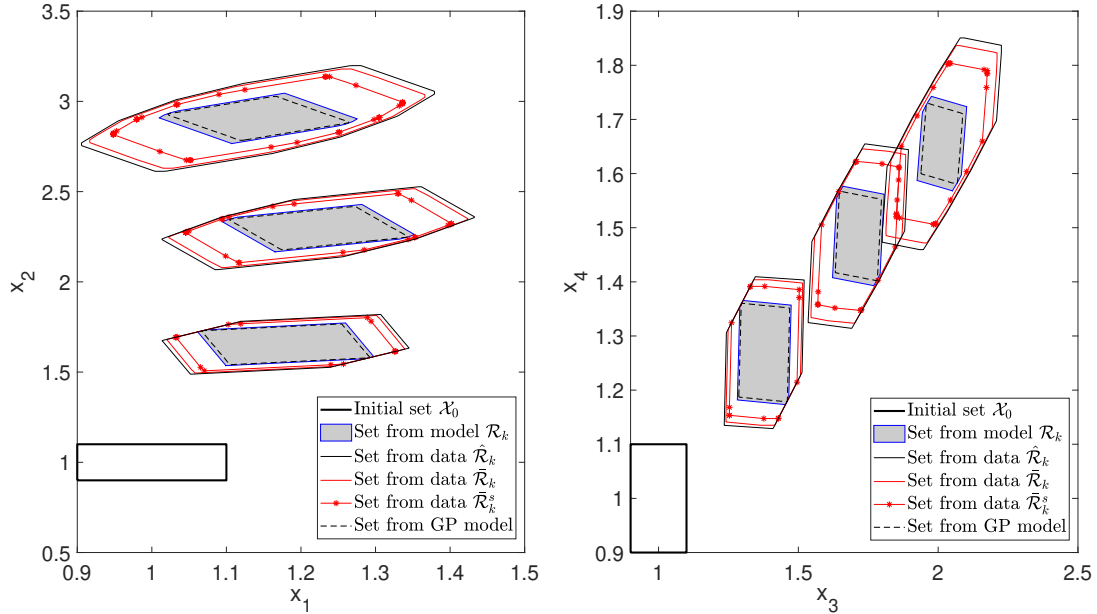 3.5
3
2.5
2
1.5
1
0.5
x_2
0.9
1
1.1
1.2
1.3
1.4
1.5
x_1
Initial set 𝒳₀
Set from model ℛₖ
Set from data ℛ̂ₖ
Set from data ℛ̄ₖ
Set from data ℛ̄ₖˢ
Set from GP model
1.9
1.8
1.7
1.6
1.5
1.4
1.3
1.2
1.1
1
0.9
x_4
1
1.5
2
2.5
x_3
Initial set 𝒳₀
Set from model ℛₖ
Set from data ℛ̂ₖ
Set from data ℛ̄ₖ
Set from data ℛ̄ₖˢ
Set from GP model